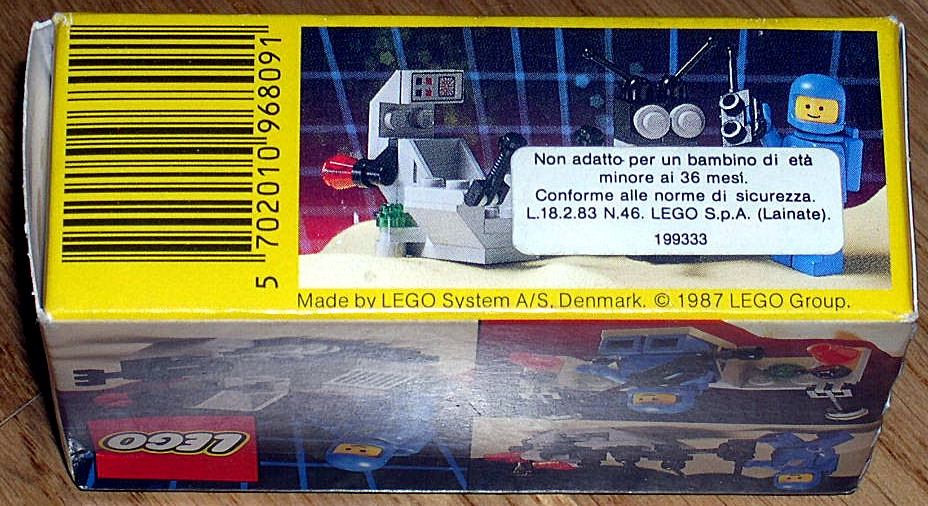 5 702010 968091
Non adatto per un bambino di età
minore ai 36 mesi.
Conforme alle norme di sicurezza.
L.18.2.83 N.46. LEGO S.p.A. (Lainate).
199333
Made by LEGO System A/S, Denmark. © 1987 LEGO Group.
LEGO